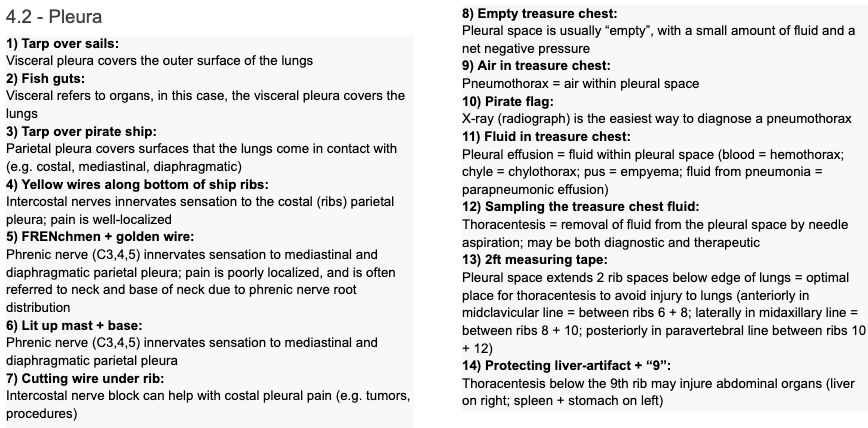 4.2 - Pleura
1) Tarp over sails:
Visceral pleura covers the outer surface of the lungs
2) Fish guts:
Visceral refers to organs, in this case, the visceral pleura covers the
lungs
3) Tarp over pirate ship:
Parietal pleura covers surfaces that the lungs come in contact with
(e.g. costal, mediastinal, diaphragmatic)
4) Yellow wires along bottom of ship ribs:
Intercostal nerves innervates sensation to the costal (ribs) parietal
pleura; pain is well-localized
5) FRENchmen + golden wire:
Phrenic nerve (C3,4,5) innervates sensation to mediastinal and
diaphragmatic parietal pleura; pain is poorly localized, and is often
referred to neck and base of neck due to phrenic nerve root
distribution
6) Lit up mast + base:
Phrenic nerve (C3,4,5) innervates sensation to mediastinal and
diaphragmatic parietal pleura
7) Cutting wire under rib:
Intercostal nerve block can help with costal pleural pain (e.g. tumors,
procedures)
8) Empty treasure chest:
Pleural space is usually “empty”, with a small amount of fluid and a
net negative pressure
9) Air in treasure chest:
Pneumothorax = air within pleural space
10) Pirate flag:
X-ray (radiograph) is the easiest way to diagnose a pneumothorax
11) Fluid in treasure chest:
Pleural effusion = fluid within pleural space (blood = hemothorax;
chyle = chylothorax; pus = empyema; fluid from pneumonia =
parapneumonic effusion)
12) Sampling the treasure chest fluid:
Thoracentesis = removal of fluid from the pleural space by needle
aspiration; may be both diagnostic and therapeutic
13) 2ft measuring tape:
Pleural space extends 2 rib spaces below edge of lungs = optimal
place for thoracentesis to avoid injury to lungs (anteriorly in
midclavicular line = between ribs 6 + 8; laterally in midaxillary line =
between ribs 8 + 10; posteriorly in paravertebral line between ribs 10
+ 12)
14) Protecting liver-artifact + “9”:
Thoracentesis below the 9th rib may injure abdominal organs (liver
on right; spleen + stomach on left)